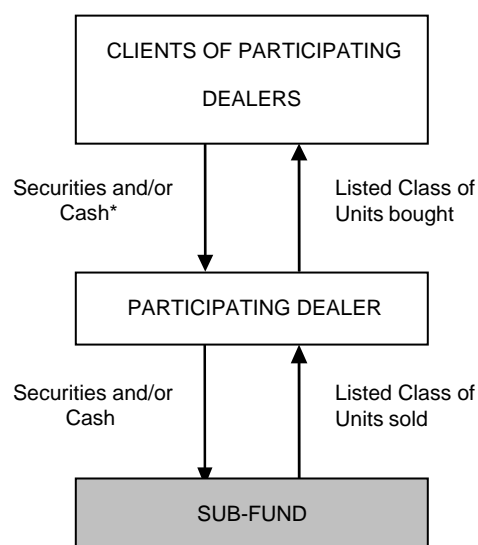 CLIENTS OF PARTICIPATING
DEALERS
Securities and/or
Cash*
Listed Class of
Units bought
PARTICIPATING DEALER
Securities and/or
Cash
Listed Class of
Units sold
SUB-FUND